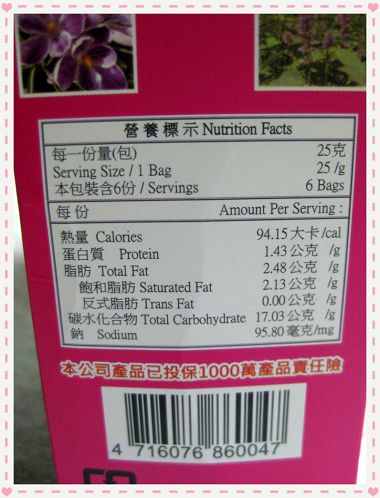 營養標示 Nutrition Facts
每一份量(包) 25克
Serving Size / 1 Bag 25 /g
本包裝含6份 / Servings 6 Bags
每份 Amount Per Serving :
熱量 Calories 94.15 大卡 /cal
蛋白質 Protein 1.43 公克 /g
脂肪 Total Fat 2.48 公克 /g
飽和脂肪 Saturated Fat 2.13 公克 /g
反式脂肪 Trans Fat 0.00 公克 /g
碳水化合物 Total Carbohydrate 17.03 公克 /g
鈉 Sodium 95.80 毫克/mg
本公司產品已投保1000萬產品責任險
4 716076 860047